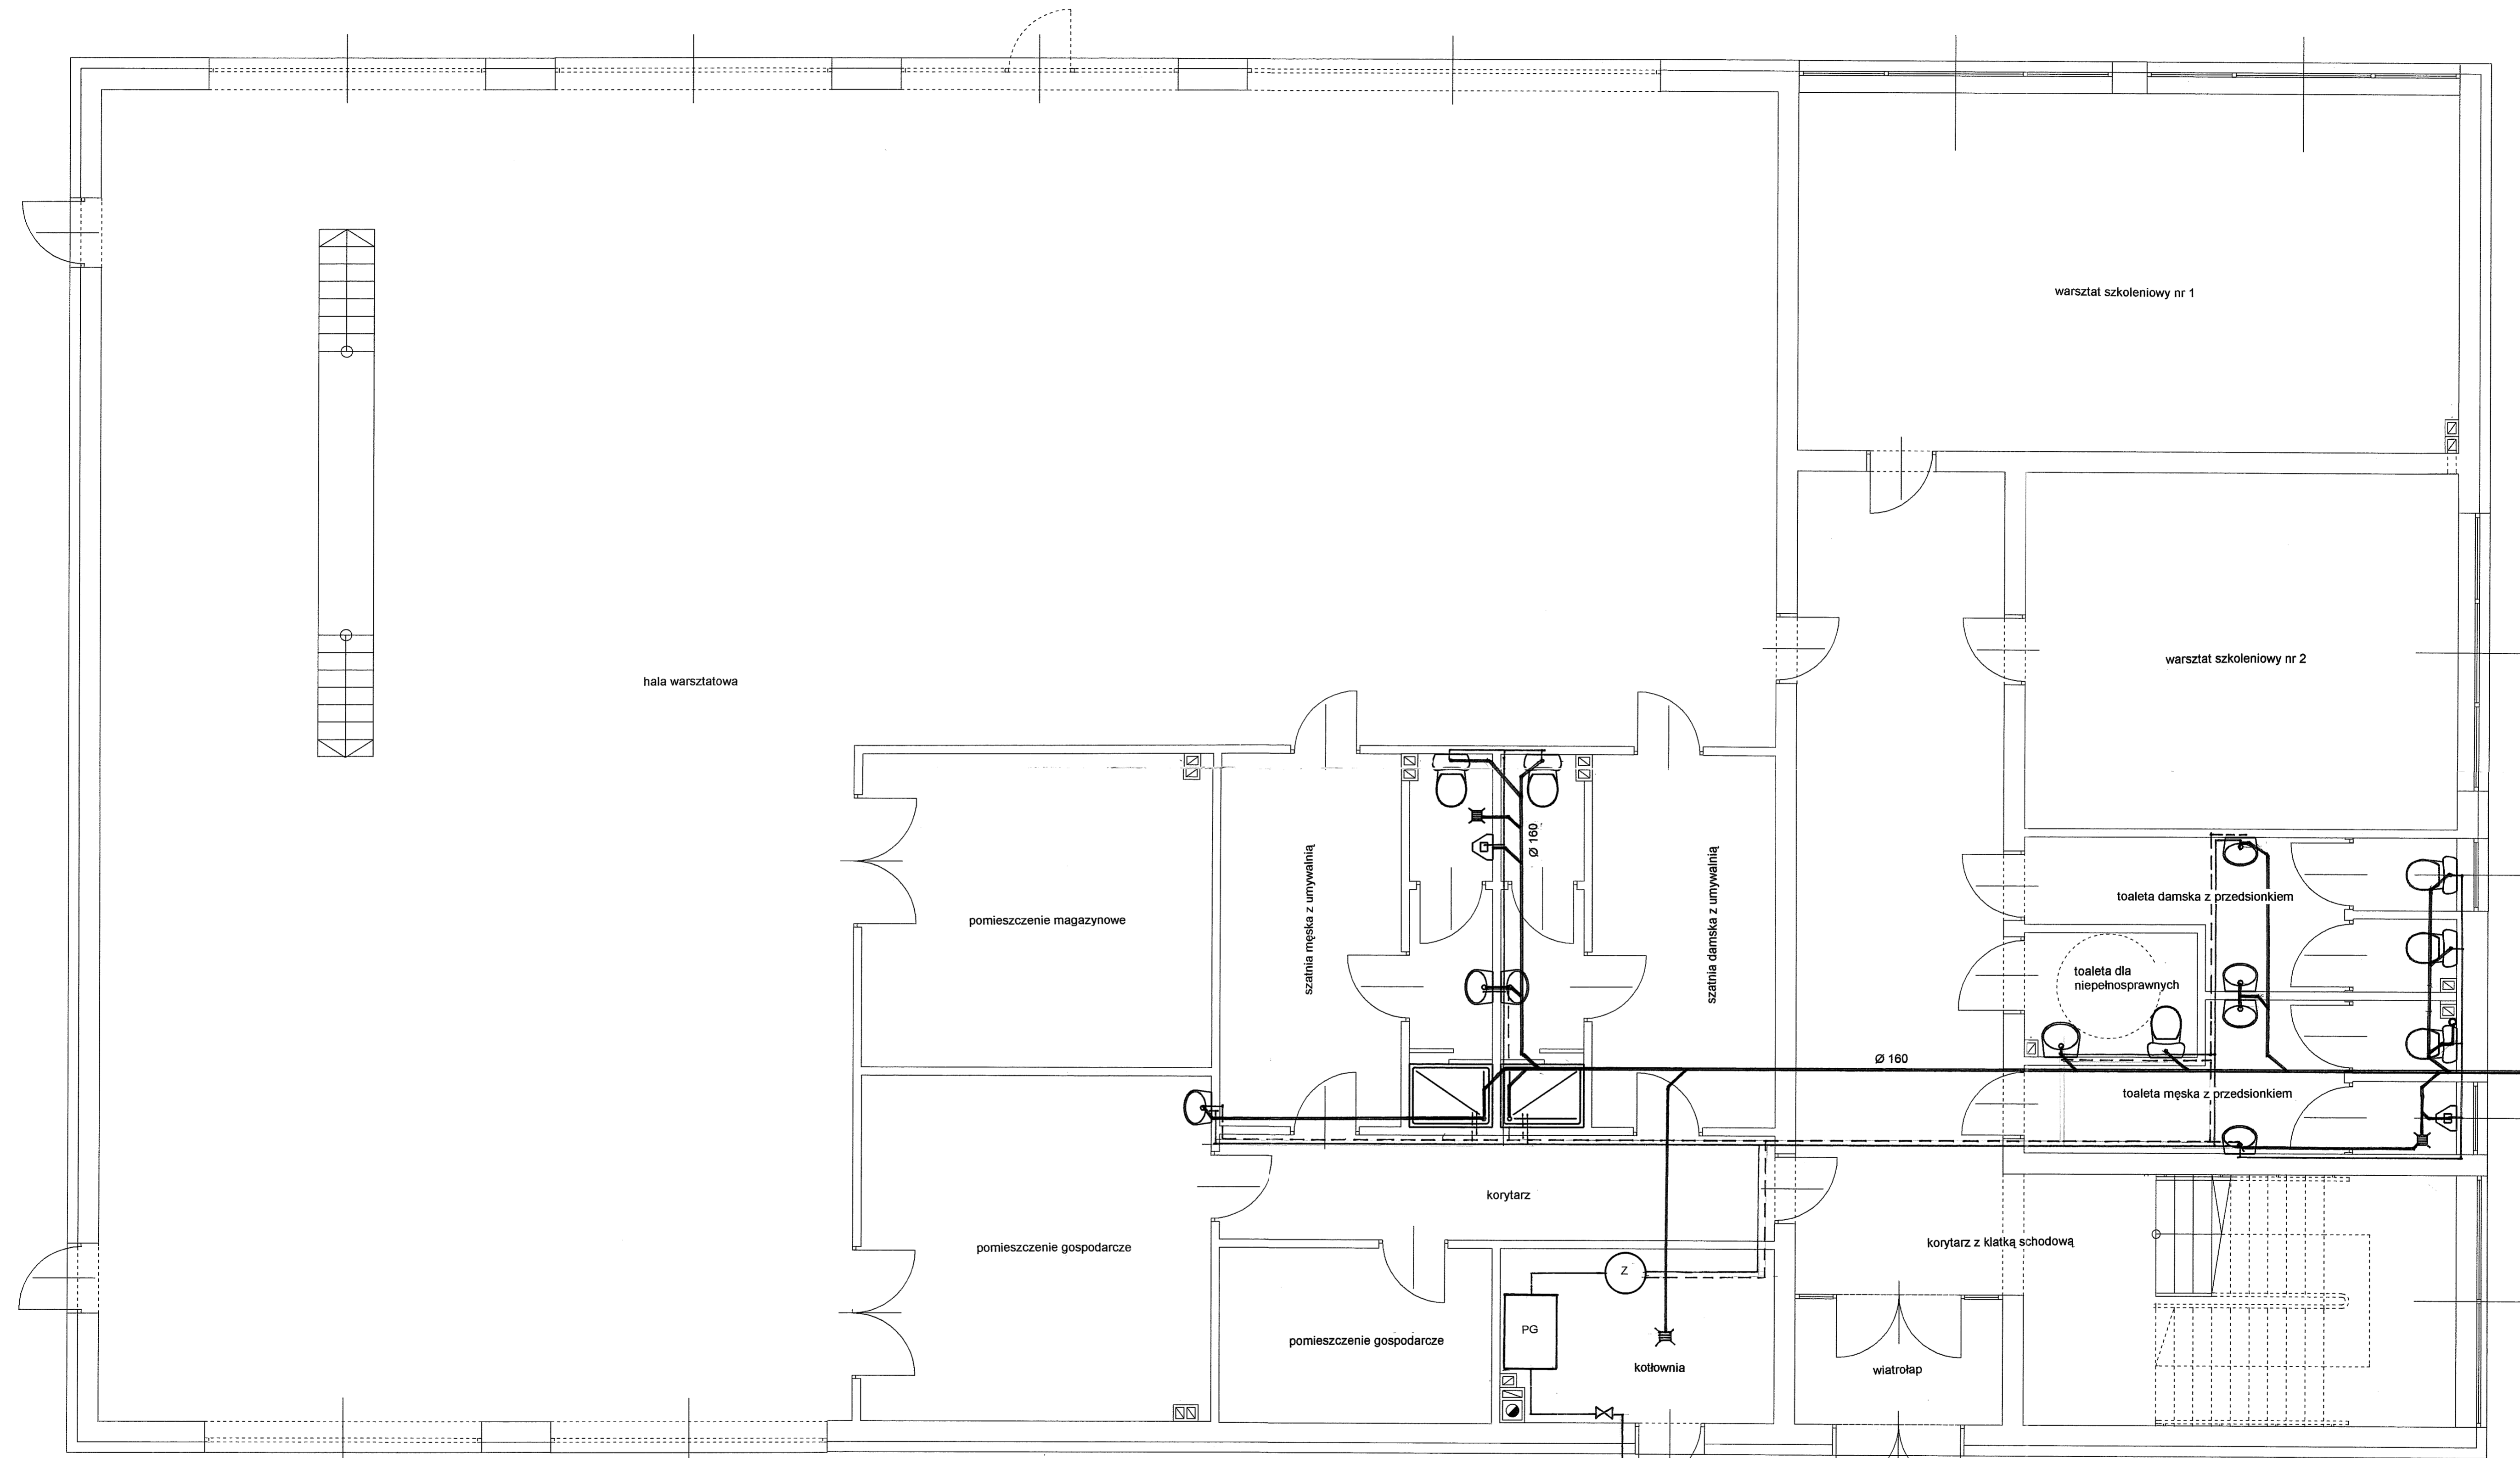 warsztat szkoleniowy nr 1
warsztat szkoleniowy nr 2
hala warsztatowa
Ø 160
szatnia męska z umywalnią
szatnia damska z umywalnią
toaleta damska z przedsionkiem
pomieszczenie magazynowe
toaleta dla
niepełnosprawnych
Ø 160
toaleta męska z przedsionkiem
korytarz
korytarz z klatką schodową
pomieszczenie gospodarcze
Z
PG
pomieszczenie gospodarcze
kotłownia
wiatrołap